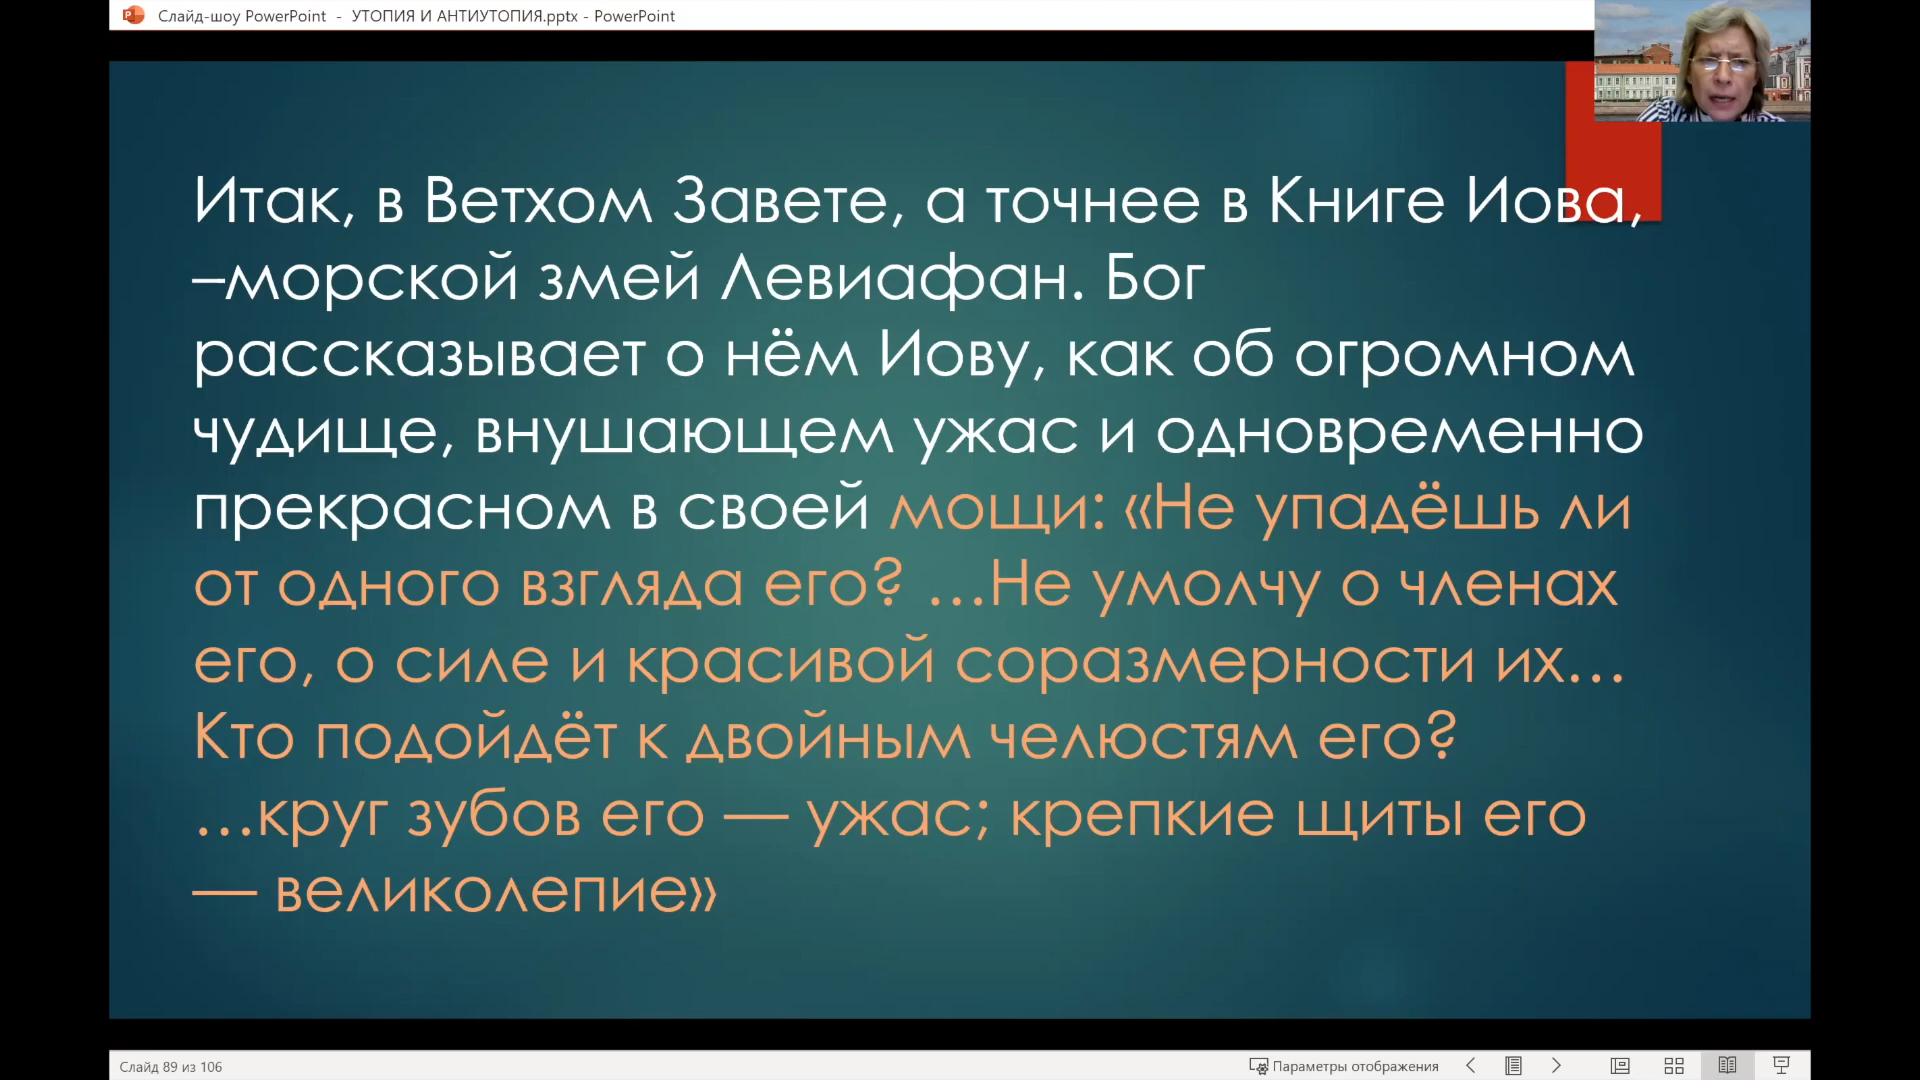 Слайд-шоу PowerPoint - УТОПИЯ И АНТИУТОПИЯ.pptx - PowerPoint
Итак, в Ветхом Завете, а точнее в Книге Иова,
–морской змей Левиафан. Бог
рассказывает о нём Иову, как об огромном
чудище, внушающем ужас и одновременно
прекрасном в своей мощи: «Не упадёшь ли
от одного взгляда его? …Не умолчу о членах
его, о силе и красивой соразмерности их…
Кто подойдёт к двойным челюстям его?
…круг зубов его — ужас; крепкие щиты его
— великолепие»
Слайд 89 из 106
Параметры отображения